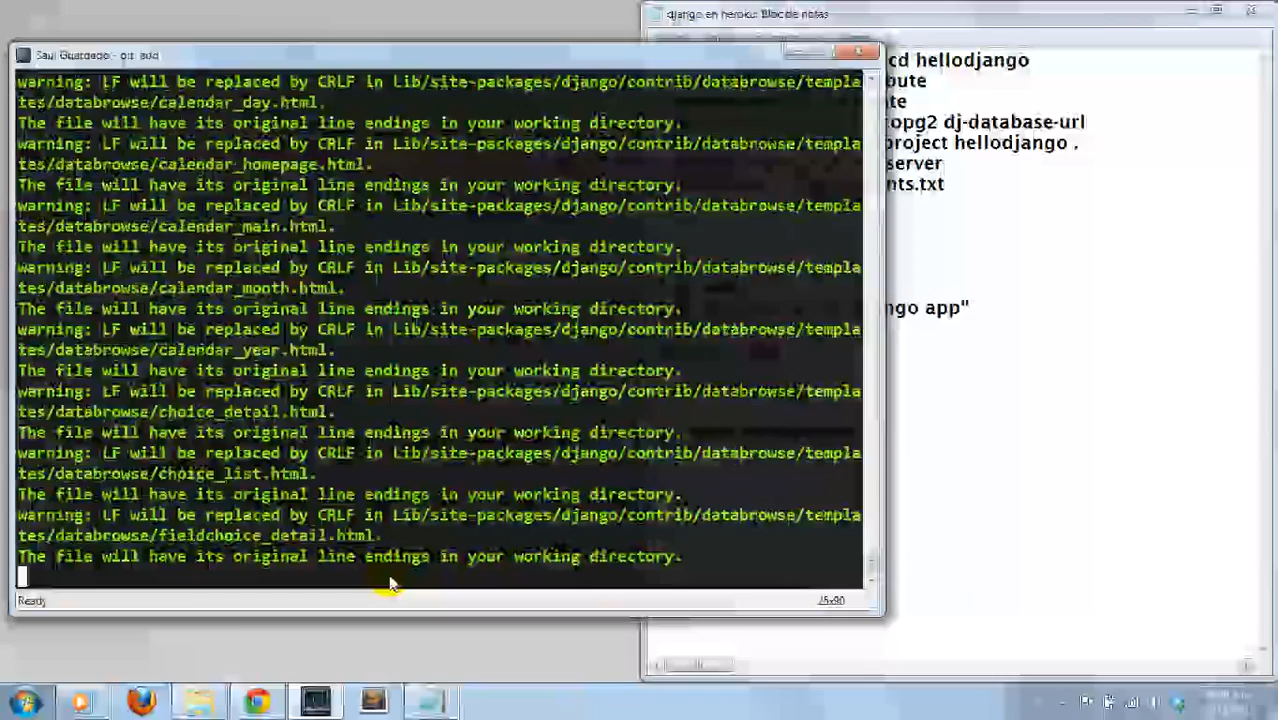 django en heroku: Bloc de notas
Saul Guardado - git add
warning: LF will be replaced by CRLF in Lib/site-packages/django/contrib/databrowse/templa
tes/databrowse/calendar_day.html.
The file will have its original line endings in your working directory.
warning: LF will be replaced by CRLF in Lib/site-packages/django/contrib/databrowse/templa
tes/databrowse/calendar_homepage.html.
The file will have its original line endings in your working directory.
warning: LF will be replaced by CRLF in Lib/site-packages/django/contrib/databrowse/templa
tes/databrowse/calendar_main.html.
The file will have its original line endings in your working directory.
warning: LF will be replaced by CRLF in Lib/site-packages/django/contrib/databrowse/templa
tes/databrowse/calendar_month.html.
The file will have its original line endings in your working directory.
warning: LF will be replaced by CRLF in Lib/site-packages/django/contrib/databrowse/templa
tes/databrowse/calendar_year.html.
The file will have its original line endings in your working directory.
warning: LF will be replaced by CRLF in Lib/site-packages/django/contrib/databrowse/templa
tes/databrowse/choice_detail.html.
The file will have its original line endings in your working directory.
warning: LF will be replaced by CRLF in Lib/site-packages/django/contrib/databrowse/templa
tes/databrowse/choice_list.html.
The file will have its original line endings in your working directory.
warning: LF will be replaced by CRLF in Lib/site-packages/django/contrib/databrowse/templa
tes/databrowse/fieldchoice_detail.html.
The file will have its original line endings in your working directory.
Ready
25x90
cd hellodjango
bute
te
opg2 dj-database-url
project hellodjango .
server
nts.txt
ngo app"